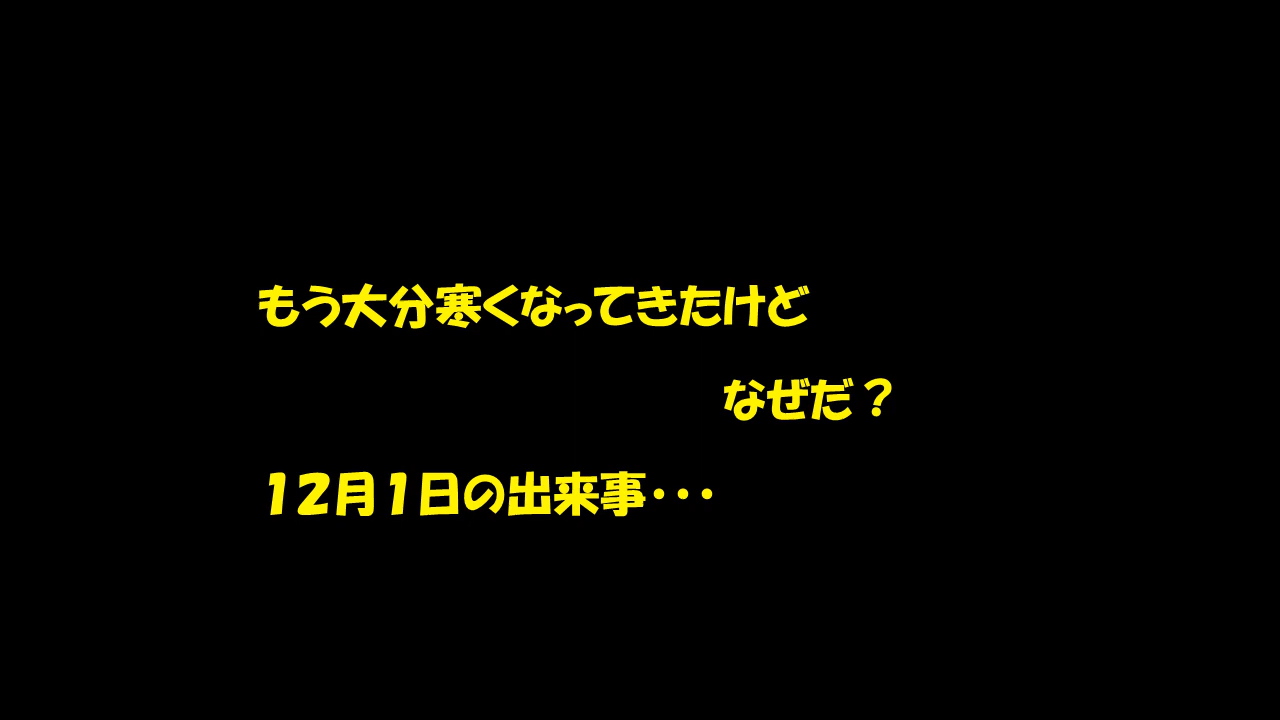 もう大分寒くなってきたけど
なぜだ？
１２月１日の出来事・・・